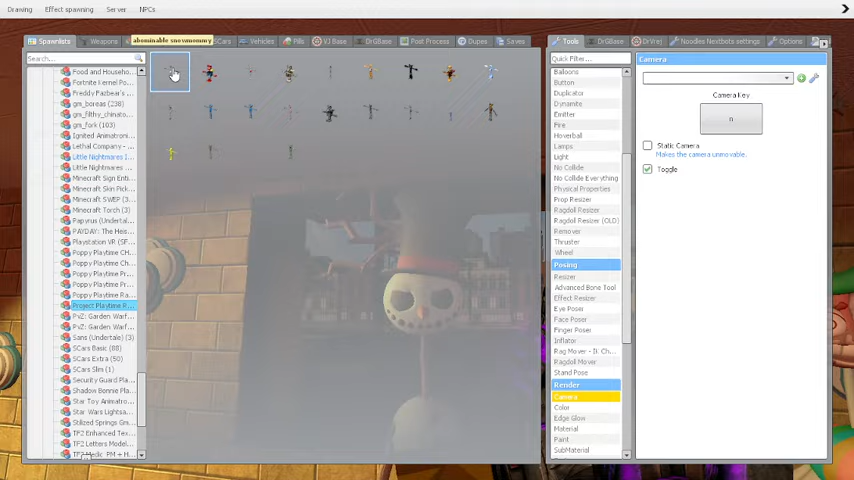 Drawing Effect spawning Server NPCs
Spawnlists Weapons abominable snowmommy SCars Vehicles Pills VJ Base DrGBase Post Process Dupes Saves
Search...
Food and Househo...
Fortnite Kernel Po...
Freddy Fazbear's ...
gm_boreas (238)
gm_filthy_chinato...
gm_fork (103)
Ignited Animatroni...
Lethal Company - ...
Little Nightmares I...
Little Nightmares ...
Minecraft Sign Enti...
Minecraft Skin Pick...
Minecraft SWEP (3...
Minecraft Torch (3)
Papyrus (Undertal...
PAYDAY: The Heis...
Playstation VR (SF...
Poppy Playtime CH...
Poppy Playtime Ch...
Poppy Playtime Pr...
Poppy Playtime Pr...
Poppy Playtime Ra...
Project Playtime R...
PvZ: Garden Warf...
PvZ: Garden Warf...
Sans (Undertale) (3)
SCars Basic (88)
SCars Extra (50)
SCars Slim (1)
Security Guard Pla...
Shadow Bonnie Pla...
Star Toy Animatro...
Star Wars Lightsa...
Stilized Springs Gm...
TF2 Enhanced Tex...
TF2 Letters Model...
TF2 Medic PM + H...
Tools DrGBase DrVrej Noodles Nextbots settings Options
Quick Filter...
Balloons
Button
Duplicator
Dynamite
Emitter
Fire
Hoverball
Lamps
Light
No Collide
No Collide Everything
Physical Properties
Prop Resizer
Ragdoll Resizer
Ragdoll Resizer (OLD)
Remover
Thruster
Wheel
Posing
Resizer
Advanced Bone Tool
Effect Resizer
Eye Poser
Face Poser
Finger Poser
Inflator
Rag Mover - IK Ch...
Ragdoll Mover
Stand Pose
Render
Camera
Color
Edge Glow
Material
Paint
SubMaterial
Camera
Camera Key
n
Static Camera
Makes the camera unmovable.
Toggle